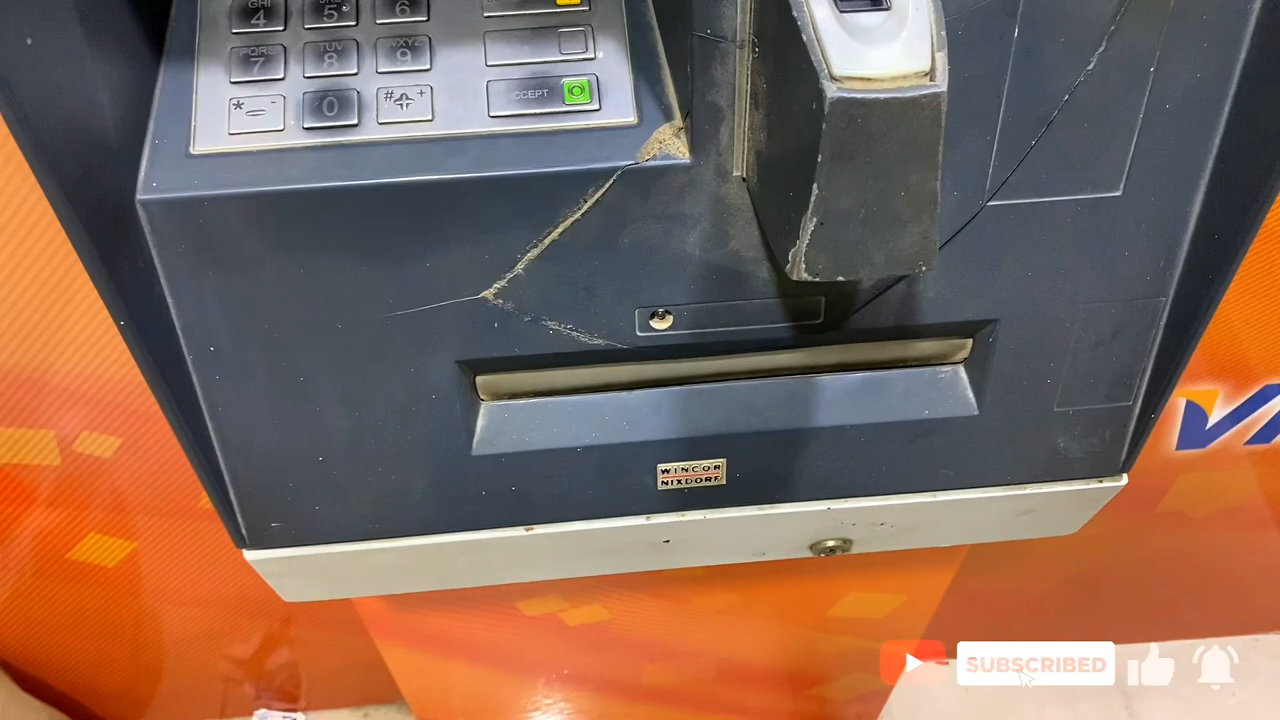 GHI
4
5
6
PQRS
7
TUV
8
WXYZ
9
*
0
#
CCEPT
WINCOR
NIXDORF
SUBSCRIBED